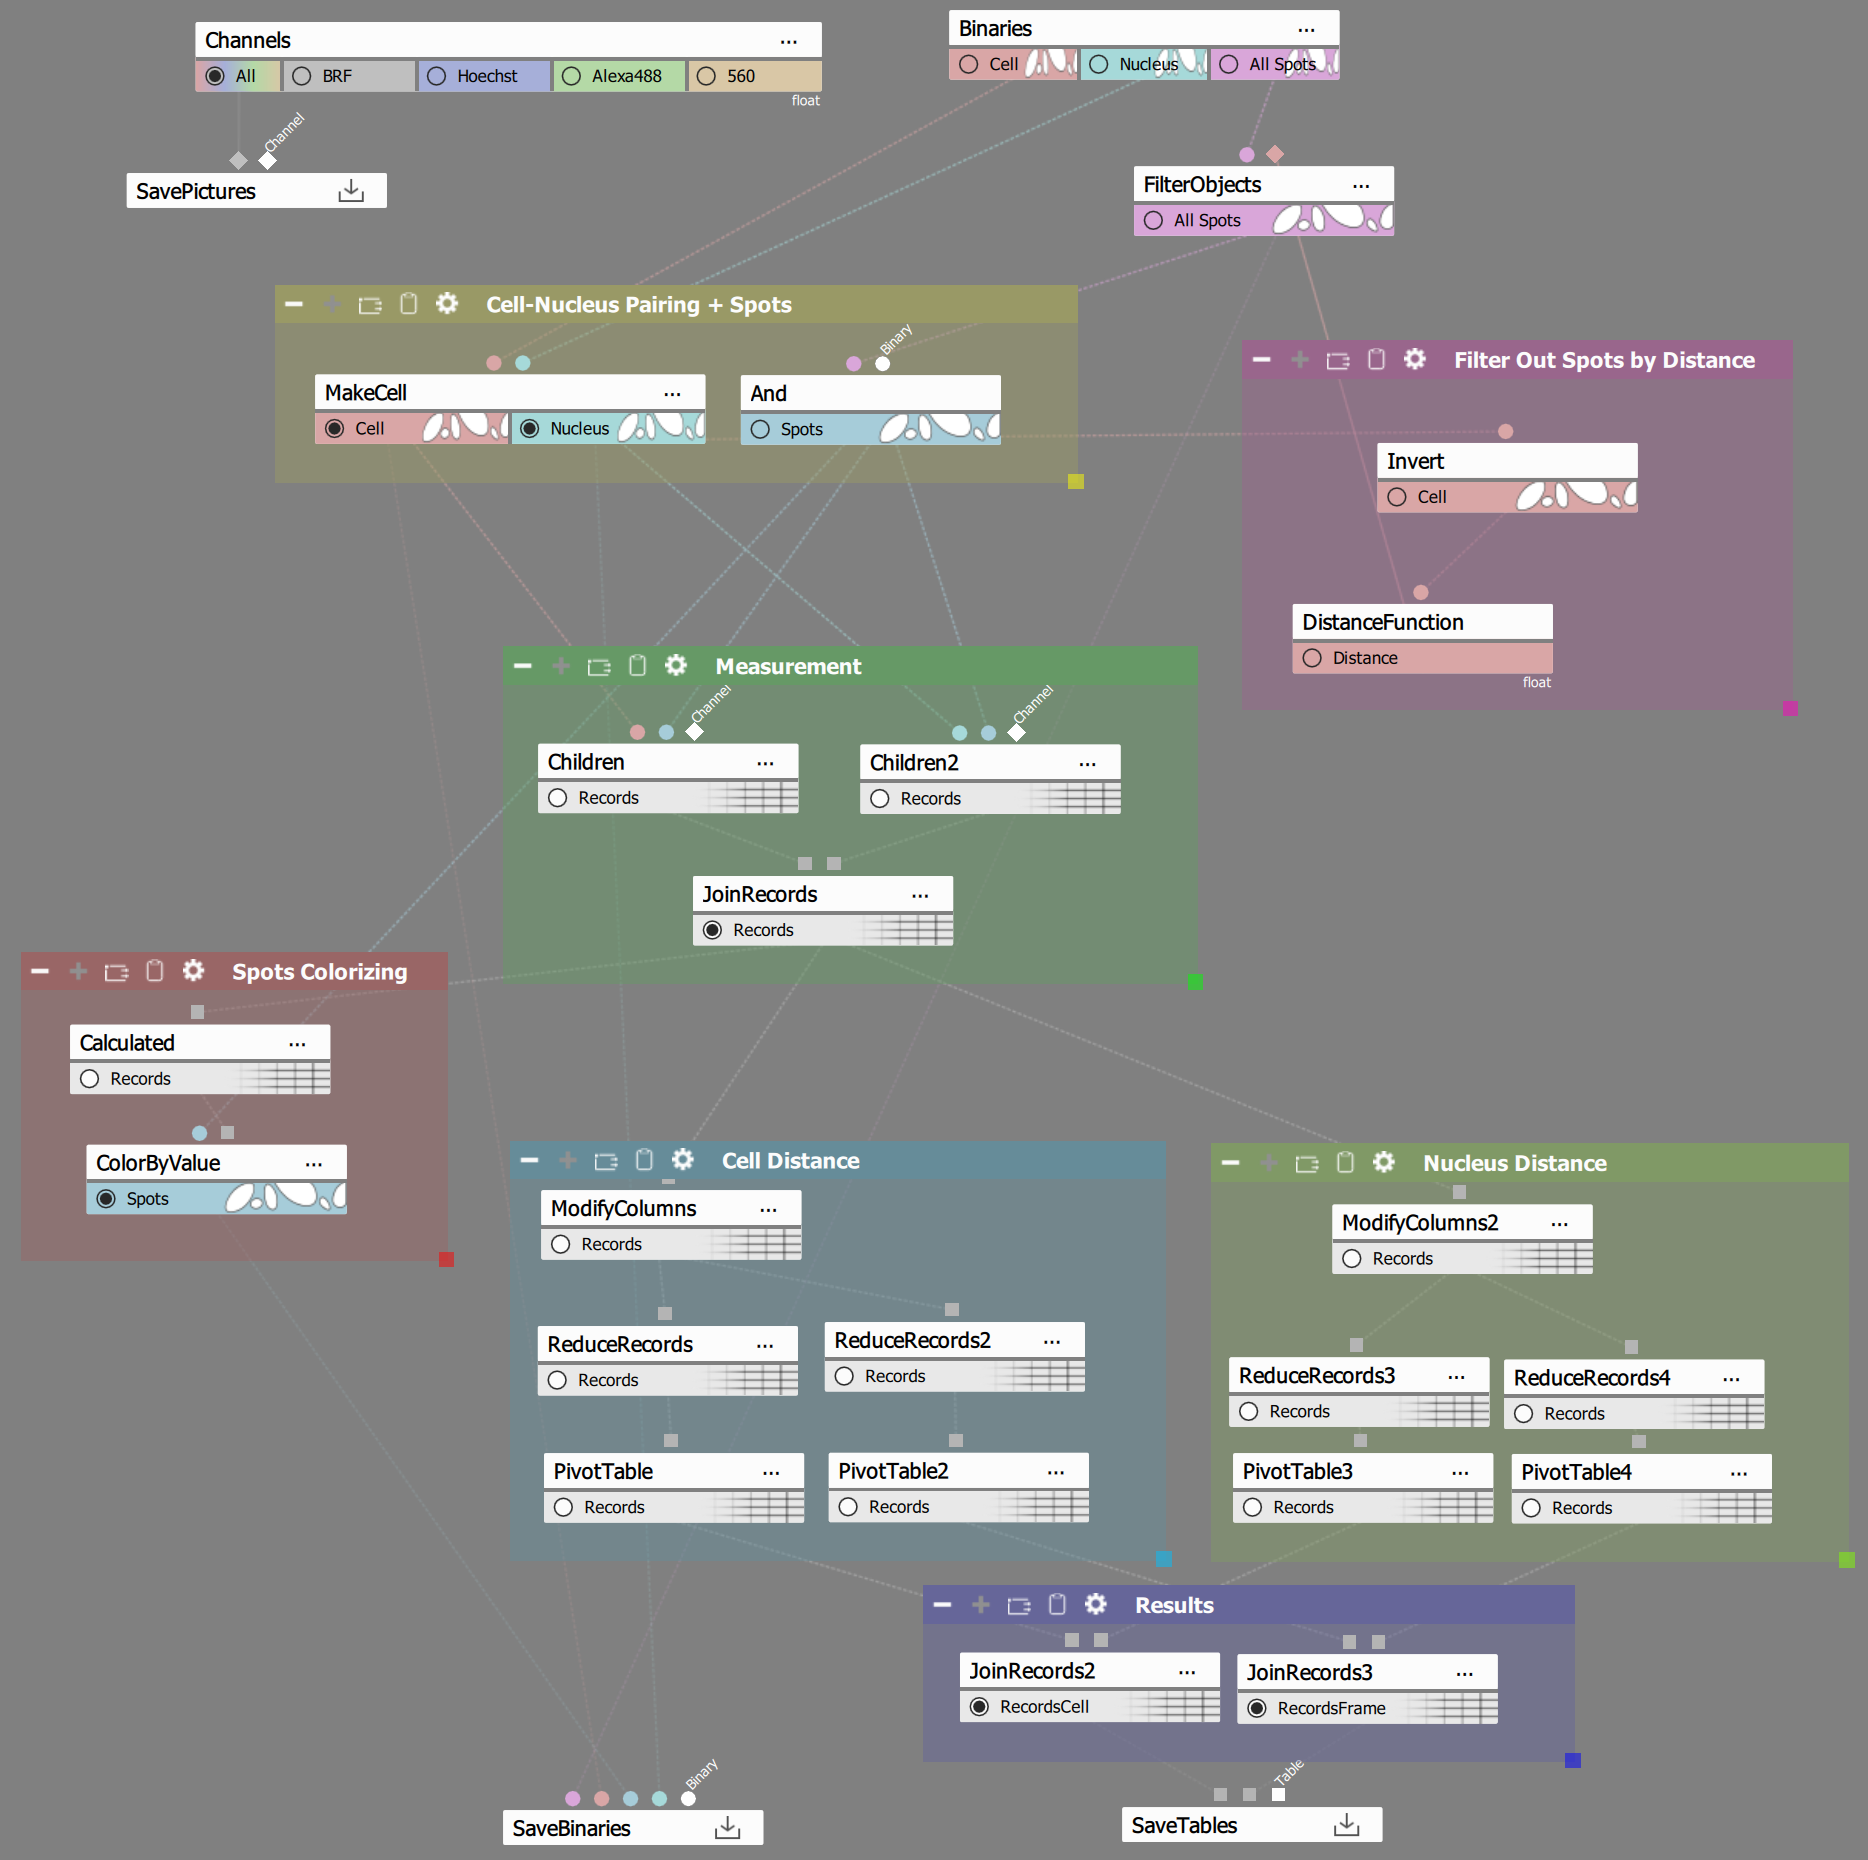 Channels ...
All BRF Hoechst Alexa488 560
float
Binaries ...
Cell Nucleus All Spots
Channel
SavePictures
FilterObjects ...
All Spots
Cell-Nucleus Pairing + Spots
Binary
MakeCell ...
Cell Nucleus
And
Spots
Filter Out Spots by Distance
Invert
Cell
DistanceFunction
Distance
float
Measurement
Channel
Channel
Children ...
Records
Children2 ...
Records
JoinRecords ...
Records
Spots Colorizing
Calculated ...
Records
ColorByValue ...
Spots
Cell Distance
ModifyColumns ...
Records
ReduceRecords ...
Records
ReduceRecords2 ...
Records
PivotTable ...
Records
PivotTable2 ...
Records
Nucleus Distance
ModifyColumns2 ...
Records
ReduceRecords3 ...
Records
ReduceRecords4 ...
Records
PivotTable3 ...
Records
PivotTable4 ...
Records
Results
JoinRecords2 ...
RecordsCell
JoinRecords3 ...
RecordsFrame
Binary
SaveBinaries
Table
SaveTables